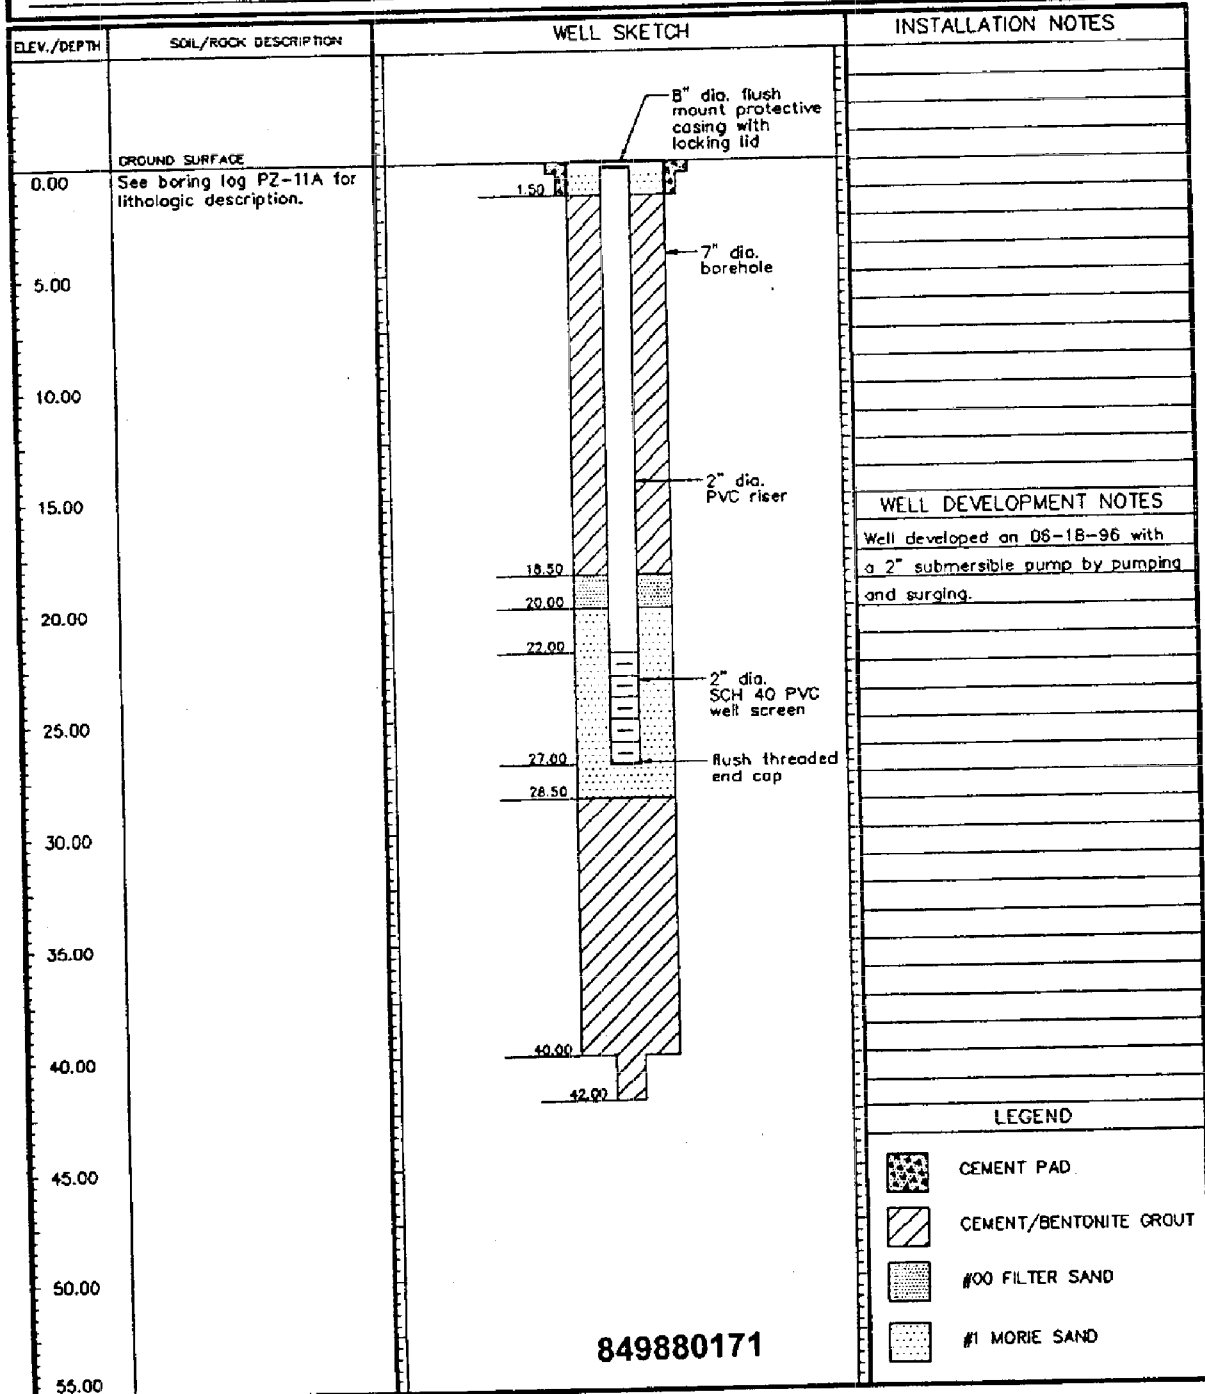 ELEV./DEPTH
SOIL/ROCK DESCRIPTION
WELL SKETCH
INSTALLATION NOTES
8" dia. flush
mount protective
casing with
locking lid
GROUND SURFACE
0.00
See boring log PZ-11A for
lithologic description.
1.50
7" dia.
borehole
5.00
10.00
2" dia.
PVC riser
15.00
WELL DEVELOPMENT NOTES
Well developed on 06-18-96 with
a 2" submersible pump by pumping
and surging.
18.50
20.00
20.00
22.00
2" dia.
SCH 40 PVC
well screen
25.00
27.00
flush threaded
end cap
28.50
30.00
35.00
40.00
40.00
42.00
LEGEND
CEMENT PAD
45.00
CEMENT/BENTONITE GROUT
50.00
#00 FILTER SAND
#1 MORIE SAND
849880171
55.00